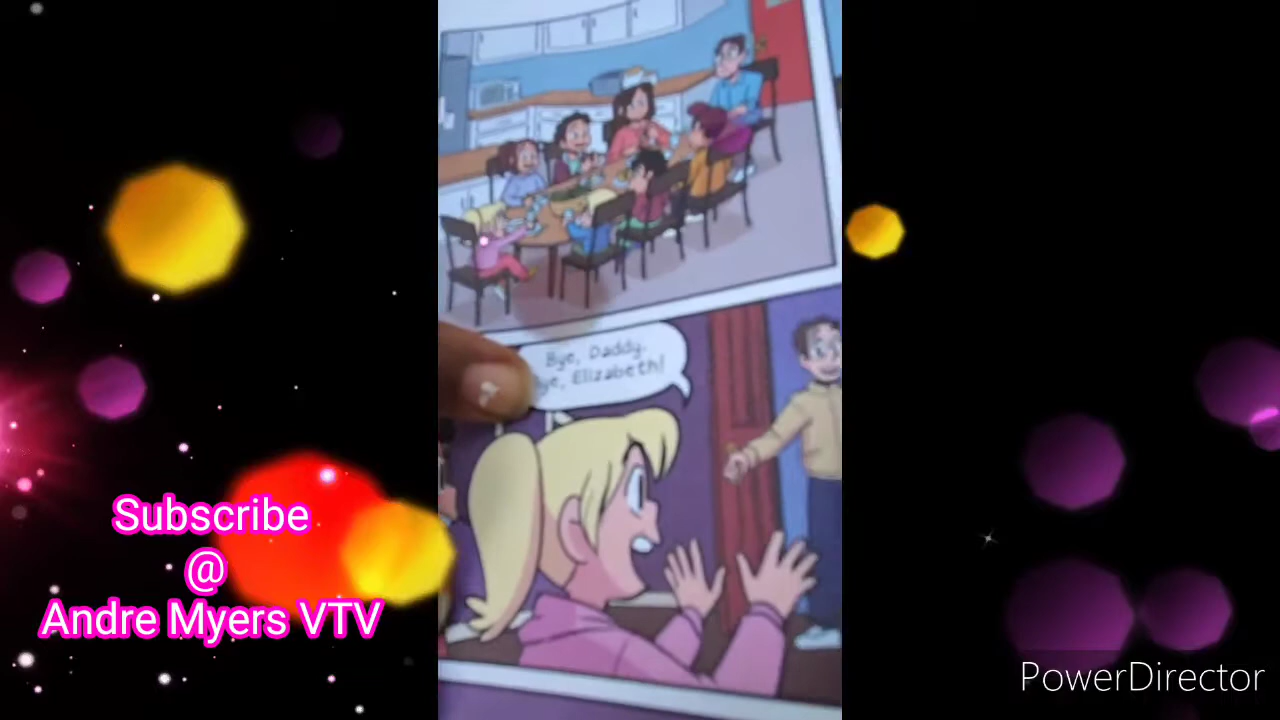 Bye, Daddy.
Elizabeth!
Subscribe
@
Andre Myers VTV
PowerDirector